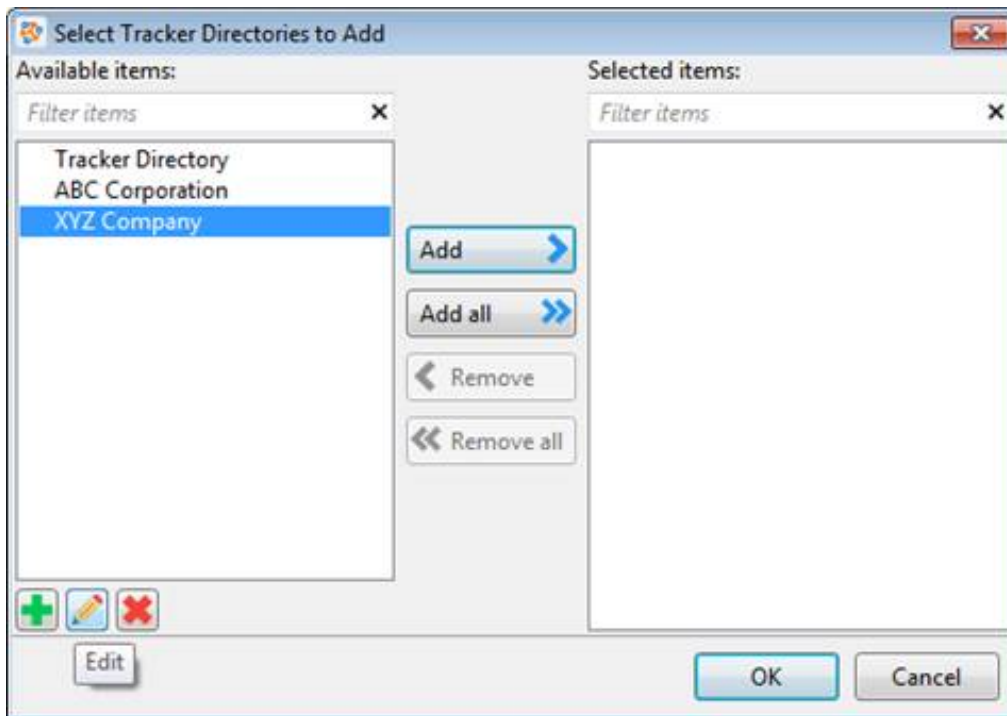 Select Tracker Directories to Add
Available items:
Filter items
Tracker Directory
ABC Corporation
XYZ Company
Add
Add all
Remove
Remove all
Selected items:
Filter items
Edit
OK
Cancel